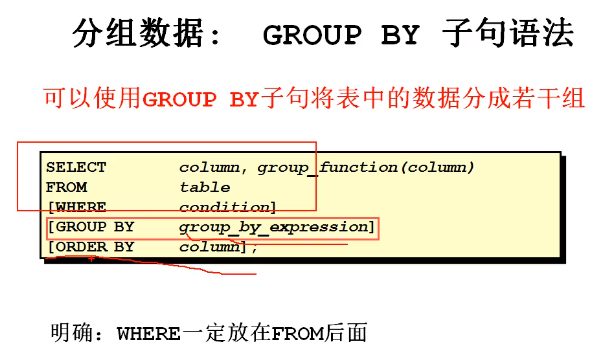 分组数据： GROUP BY 子句语法
可以使用GROUP BY子句将表中的数据分成若干组
SELECT column, group_function(column)
FROM table
[WHERE condition]
[GROUP BY group_by_expression]
[ORDER BY column];
明确：WHERE一定放在FROM后面